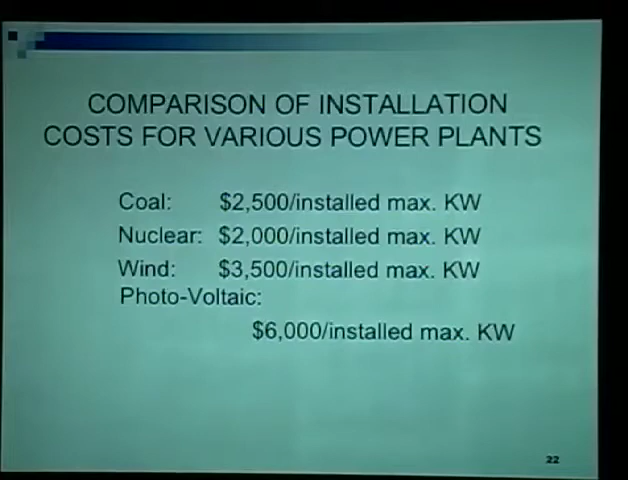 COMPARISON OF INSTALLATION
COSTS FOR VARIOUS POWER PLANTS
Coal: $2,500/installed max. KW
Nuclear: $2,000/installed max. KW
Wind: $3,500/installed max. KW
Photo-Voltaic:
$6,000/installed max. KW
22